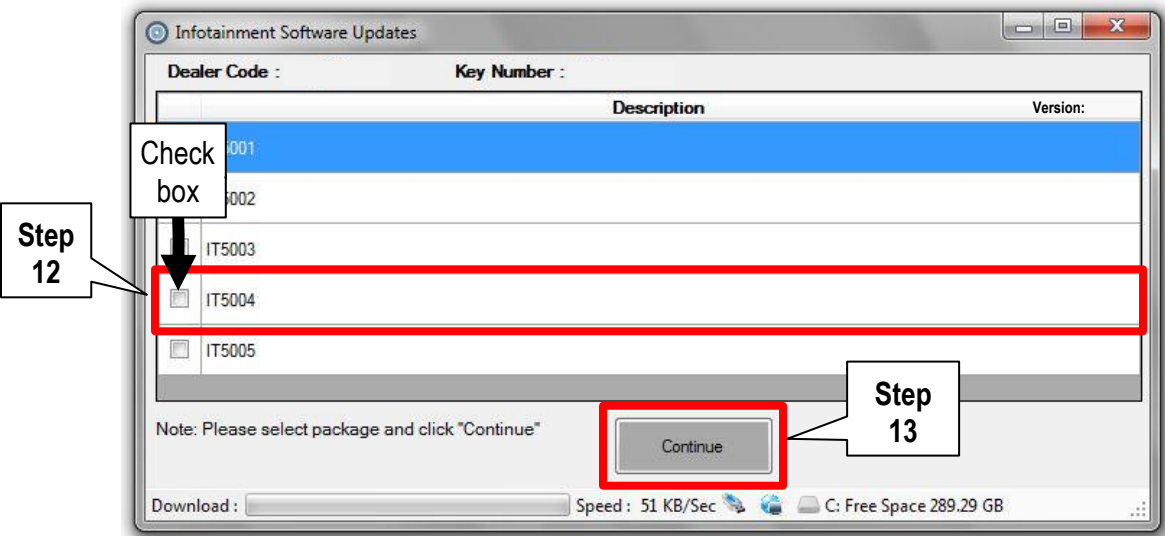 Infotainment Software Updates
Dealer Code : Key Number :
Description Version:
Check
box
5001
5002
IT5003
Step
12
IT5004
IT5005
Step
13
Note: Please select package and click "Continue"
Continue
Download : Speed : 51 KB/Sec C: Free Space 289.29 GB